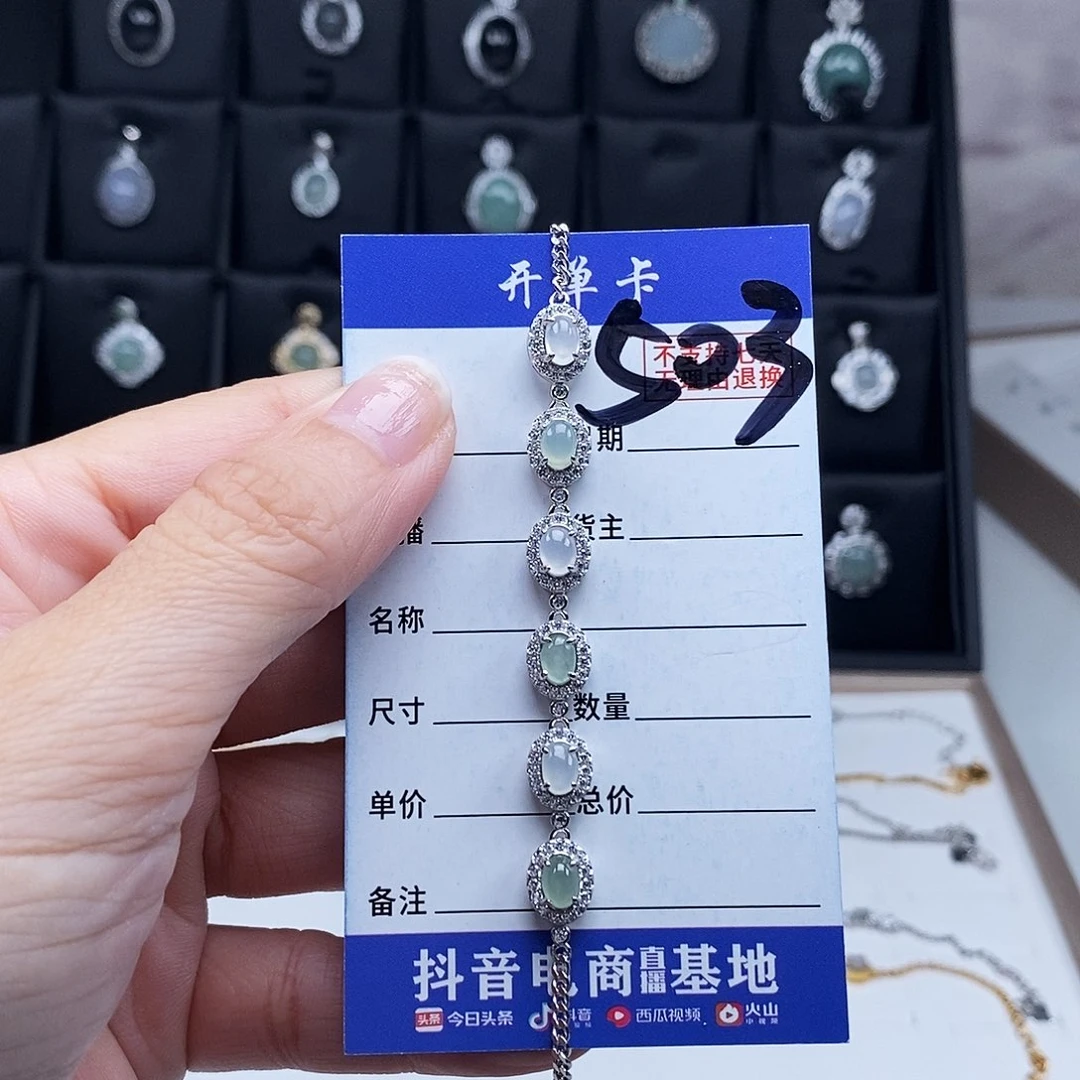 开单卡
503
不支持七天
无理由退换
期
播 货主
名称
尺寸 数量
单价 总价
备注
抖音电商直播基地
今日头条 抖音 西瓜视频 火山